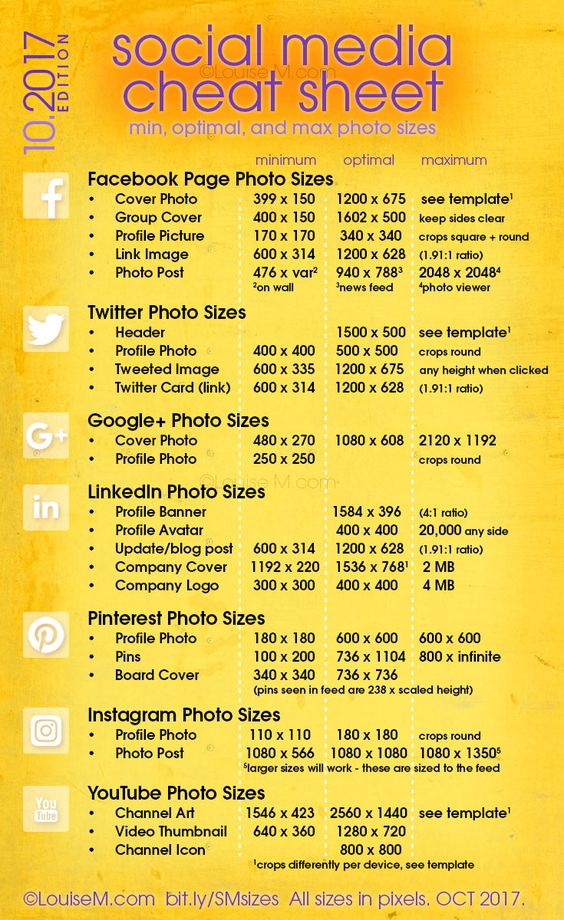 10.2017
EDITION
social media
©Louise M.com
cheat sheet
min, optimal, and max photo sizes
minimum optimal maximum
Facebook Page Photo Sizes
• Cover Photo 399 x 150 1200 x 675 see template¹
• Group Cover 400 x 150 1602 x 500 keep sides clear
• Profile Picture 170 x 170 340 x 340 crops square + round
• Link Image 600 x 314 1200 x 628 (1.91:1 ratio)
• Photo Post 476 x var² 940 x 788³ 2048 x 2048⁴
²on wall ³news feed ⁴photo viewer
Twitter Photo Sizes
• Header 1500 x 500 see template¹
• Profile Photo 400 x 400 500 x 500 crops round
• Tweeted Image 600 x 335 1200 x 675 any height when clicked
• Twitter Card (link) 600 x 314 1200 x 628 (1.91:1 ratio)
G+
Google+ Photo Sizes
• Cover Photo 480 x 270 1080 x 608 2120 x 1192
• Profile Photo 250 x 250 crops round
©Louise M.com
in
LinkedIn Photo Sizes
• Profile Banner 1584 x 396 (4:1 ratio)
• Profile Avatar 400 x 400 20,000 any side
• Update/blog post 600 x 314 1200 x 628 (1.91:1 ratio)
• Company Cover 1192 x 220 1536 x 768¹ 2 MB
• Company Logo 300 x 300 400 x 400 4 MB
Pinterest Photo Sizes
• Profile Photo 180 x 180 600 x 600 600 x 600
• Pins 100 x 200 736 x 1104 800 x infinite
• Board Cover 340 x 340 736 x 736
(pins seen in feed are 238 x scaled height)
Instagram Photo Sizes
• Profile Photo 110 x 110 180 x 180 crops round
• Photo Post 1080 x 566 1080 x 1080 1080 x 1350⁵
⁵larger sizes will work - these are sized to the feed
You
Tube
YouTube Photo Sizes
• Channel Art 1546 x 423 2560 x 1440 see template¹
• Video Thumbnail 640 x 360 1280 x 720
• Channel Icon 800 x 800
¹crops differently per device, see template
©LouiseM.com bit.ly/SMsizes All sizes in pixels. OCT 2017.